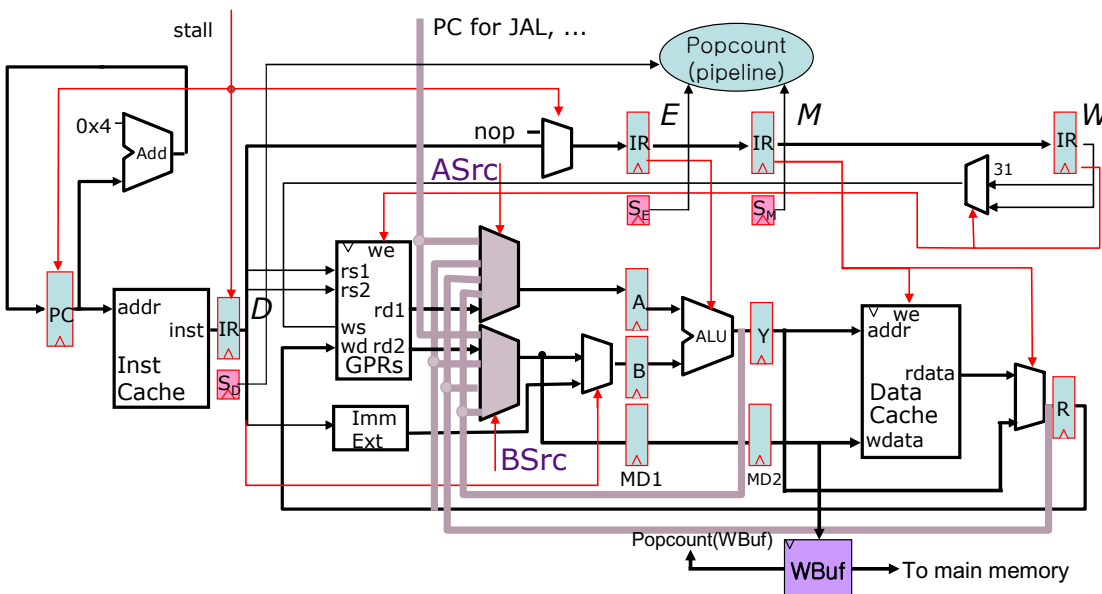 stall
PC for JAL, ...
Popcount
(pipeline)
0x4
Add
nop
IR
E
IR
M
IR
W
ASrc
31
S_E
S_M
we
rs1
rs2
rd1
ws
wd rd2
GPRs
PC
addr
inst
Inst
Cache
IR
D
S_D
A
B
ALU
Y
we
addr
rdata
Data
Cache
wdata
R
Imm
Ext
BSrc
MD1
MD2
Popcount(WBuf)
WBuf
To main memory